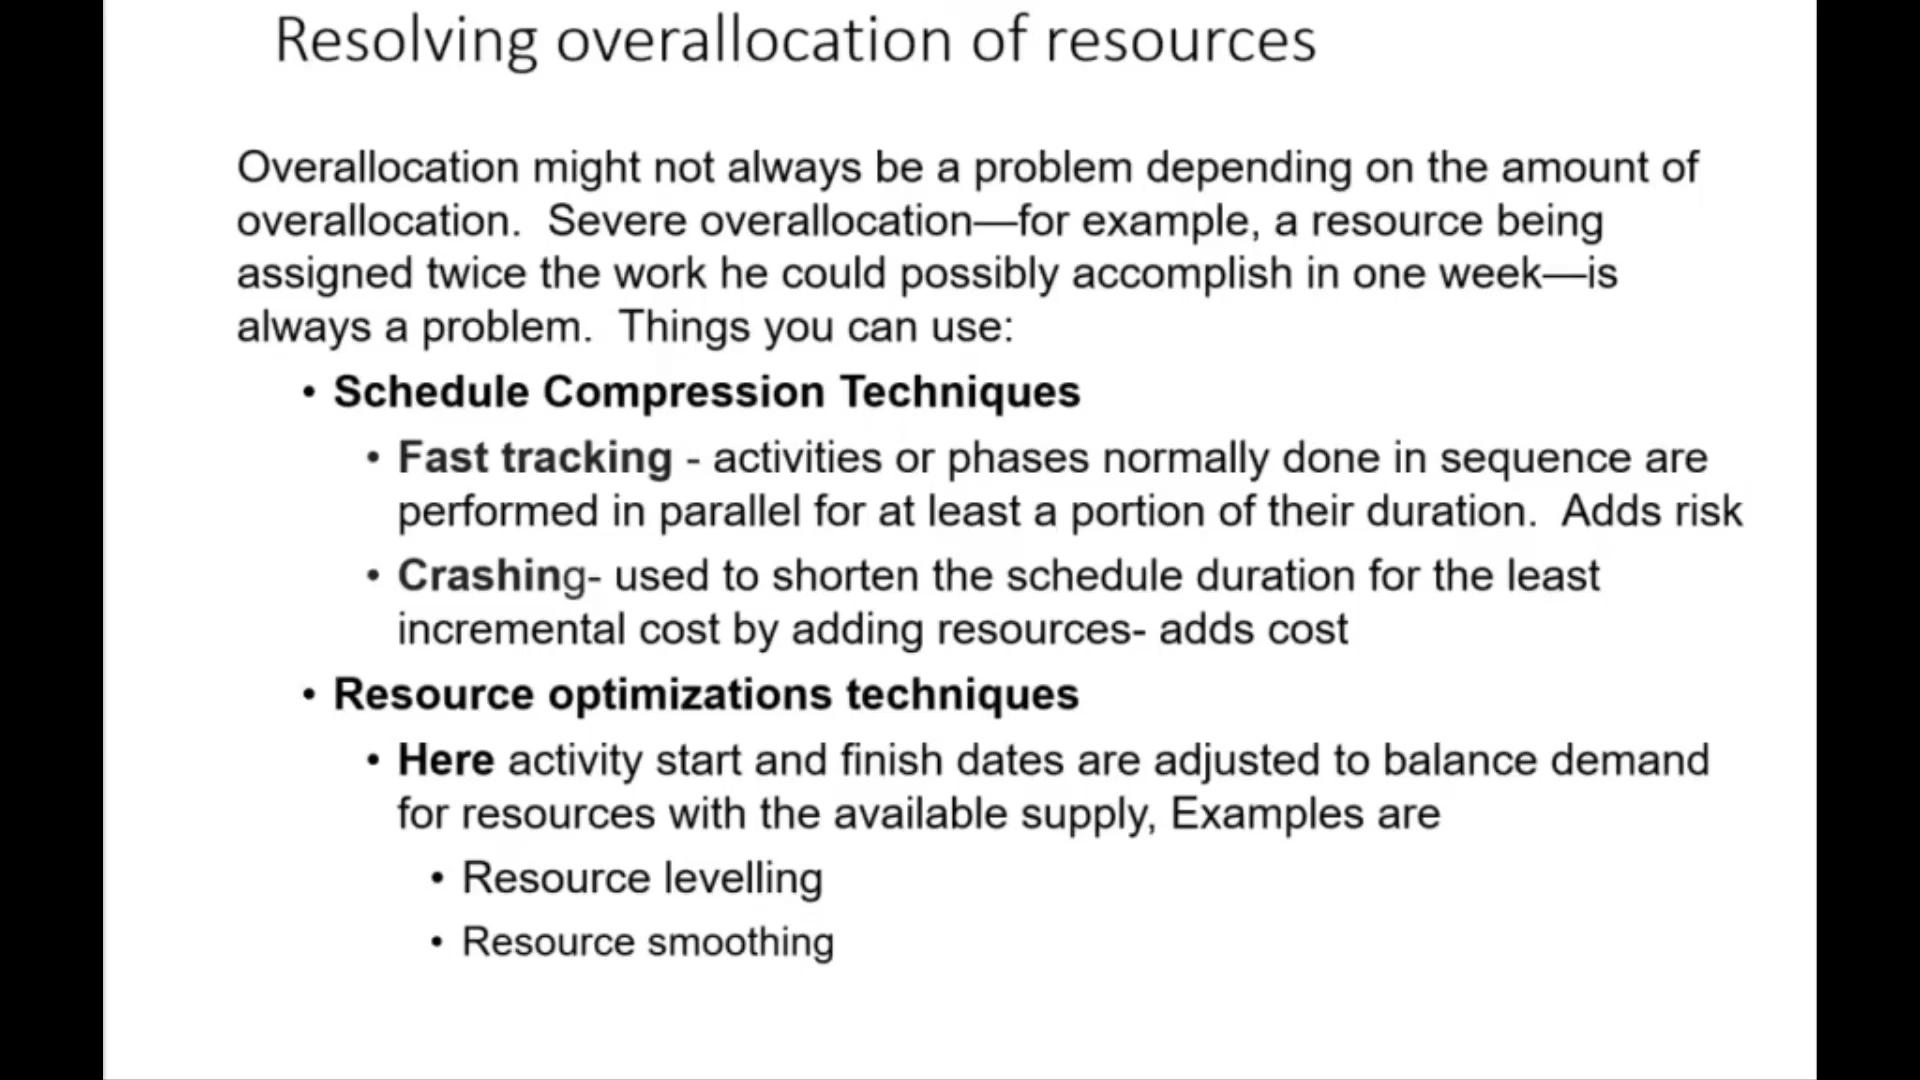 Resolving overallocation of resources
Overallocation might not always be a problem depending on the amount of
overallocation.  Severe overallocation—for example, a resource being
assigned twice the work he could possibly accomplish in one week—is
always a problem.  Things you can use:
• Schedule Compression Techniques
• Fast tracking - activities or phases normally done in sequence are
performed in parallel for at least a portion of their duration.  Adds risk
• Crashing- used to shorten the schedule duration for the least
incremental cost by adding resources- adds cost
• Resource optimizations techniques
• Here activity start and finish dates are adjusted to balance demand
for resources with the available supply, Examples are
• Resource levelling
• Resource smoothing